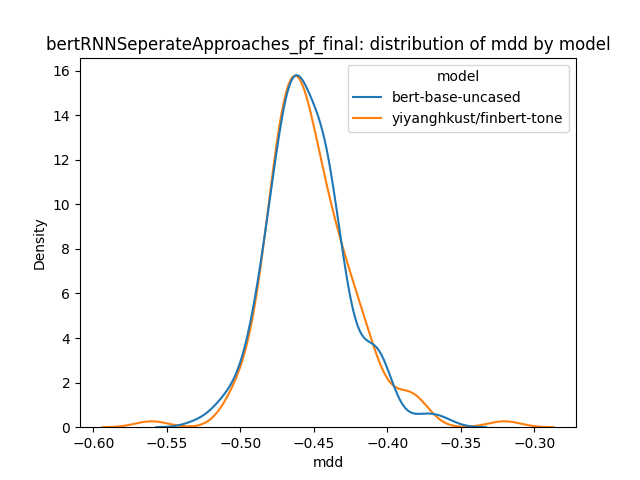 bertRNNSeperateApproaches_pf_final: distribution of mdd by model
model
bert-base-uncased
yiyanghkust/finbert-tone
Density
16
14
12
10
8
6
4
2
0
−0.60 −0.55 −0.50 −0.45 −0.40 −0.35 −0.30
mdd